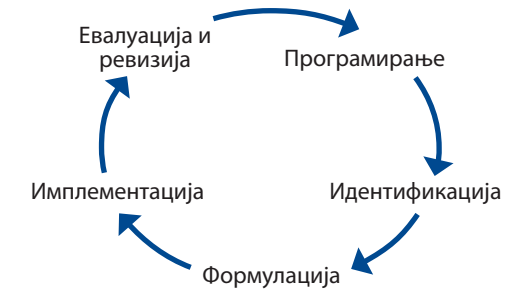 Евалуација и
ревизија
Програмирање
Идентификација
Формулација
Имплементација